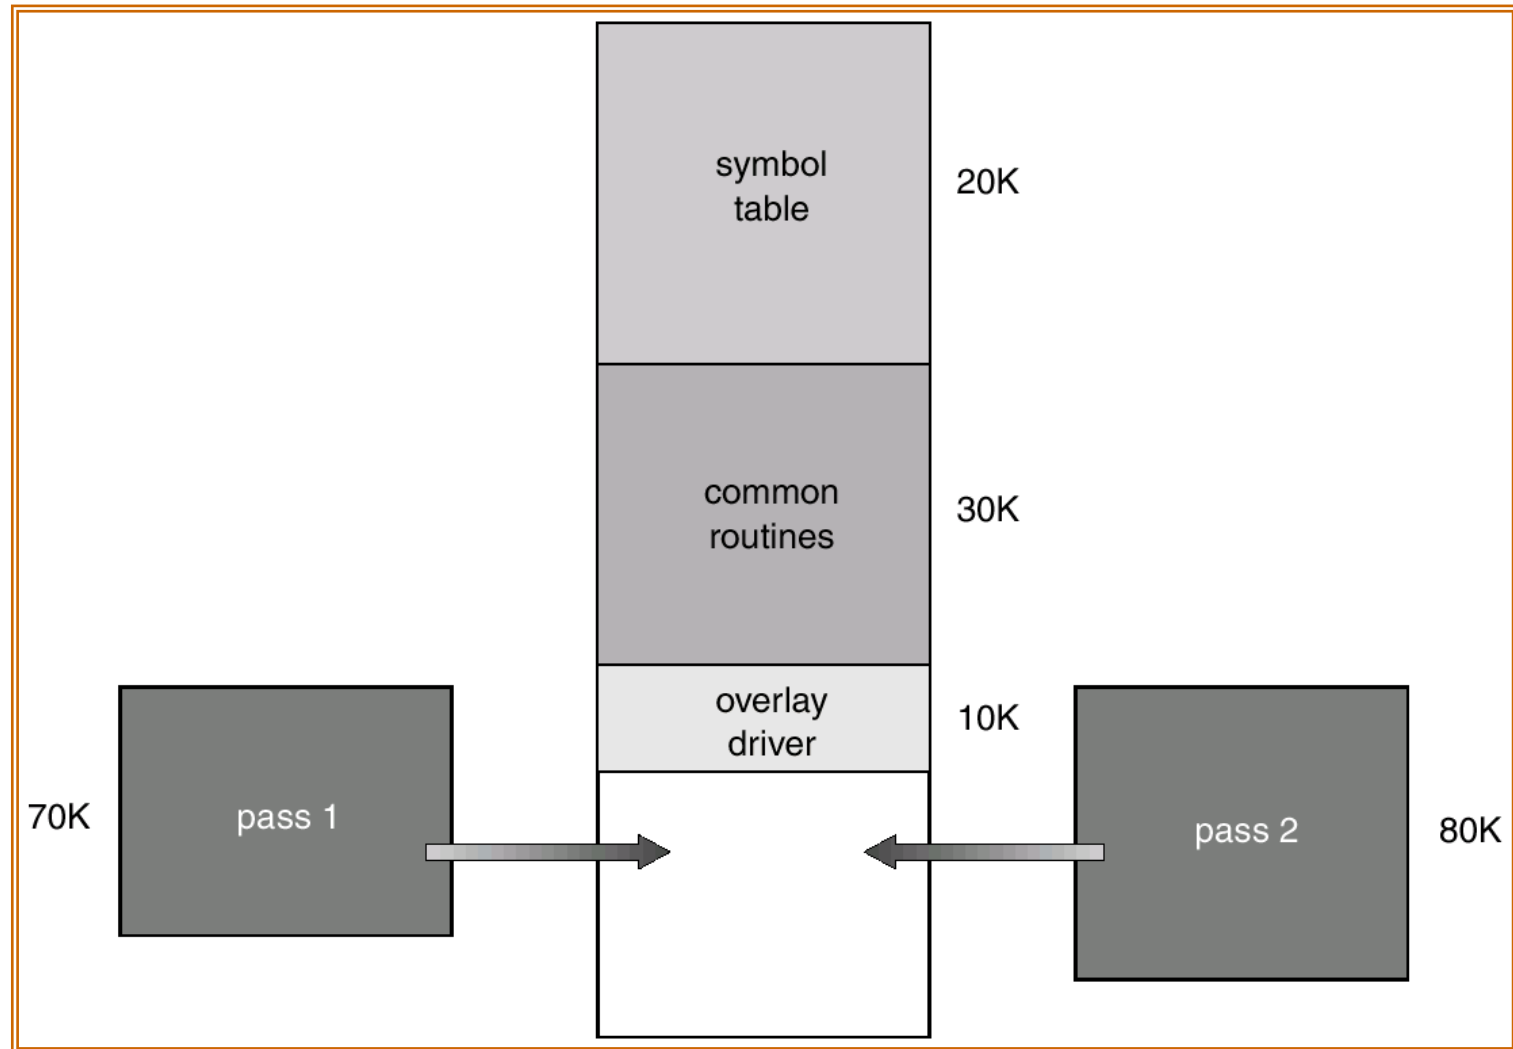 symbol
table
20K
common
routines
30K
overlay
driver
10K
70K
pass 1
pass 2
80K